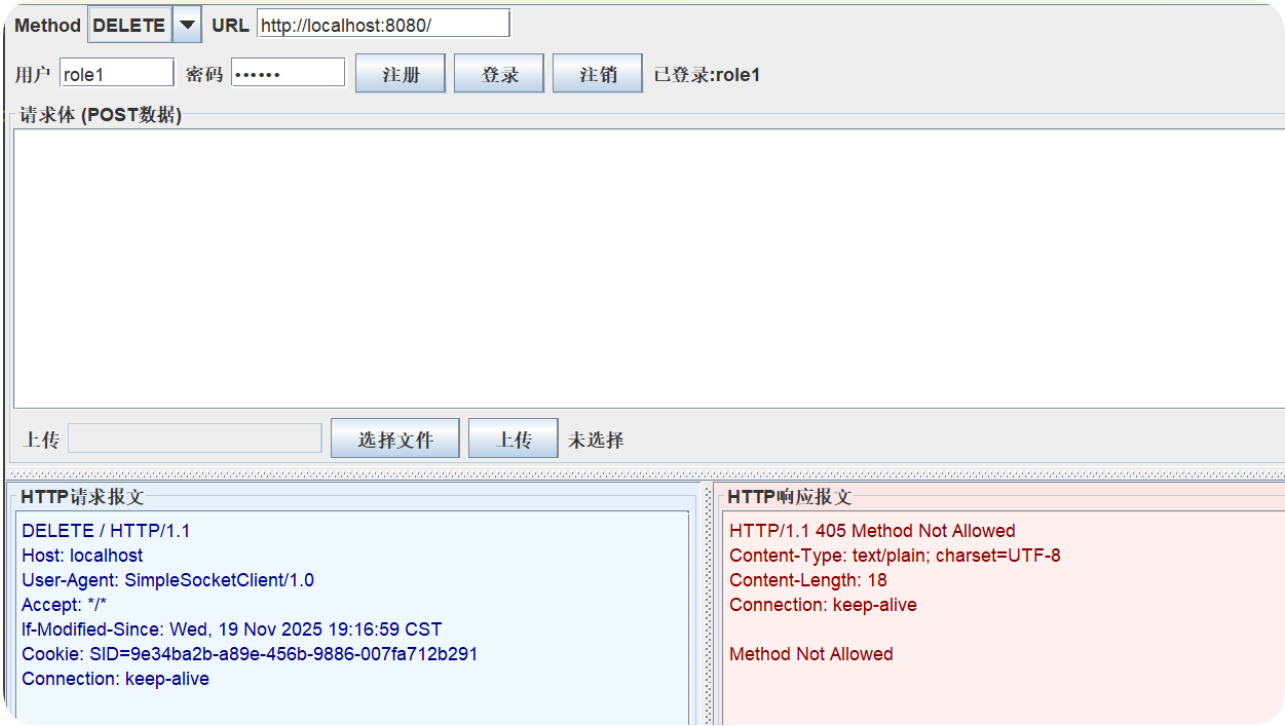 Method DELETE URL http://localhost:8080/
用户 role1 密码 •••••• 注册 登录 注销 已登录:role1
请求体 (POST数据)
上传 选择文件 上传 未选择
HTTP请求报文
DELETE / HTTP/1.1
Host: localhost
User-Agent: SimpleSocketClient/1.0
Accept: */*
If-Modified-Since: Wed, 19 Nov 2025 19:16:59 CST
Cookie: SID=9e34ba2b-a89e-456b-9886-007fa712b291
Connection: keep-alive
HTTP响应报文
HTTP/1.1 405 Method Not Allowed
Content-Type: text/plain; charset=UTF-8
Content-Length: 18
Connection: keep-alive
Method Not Allowed